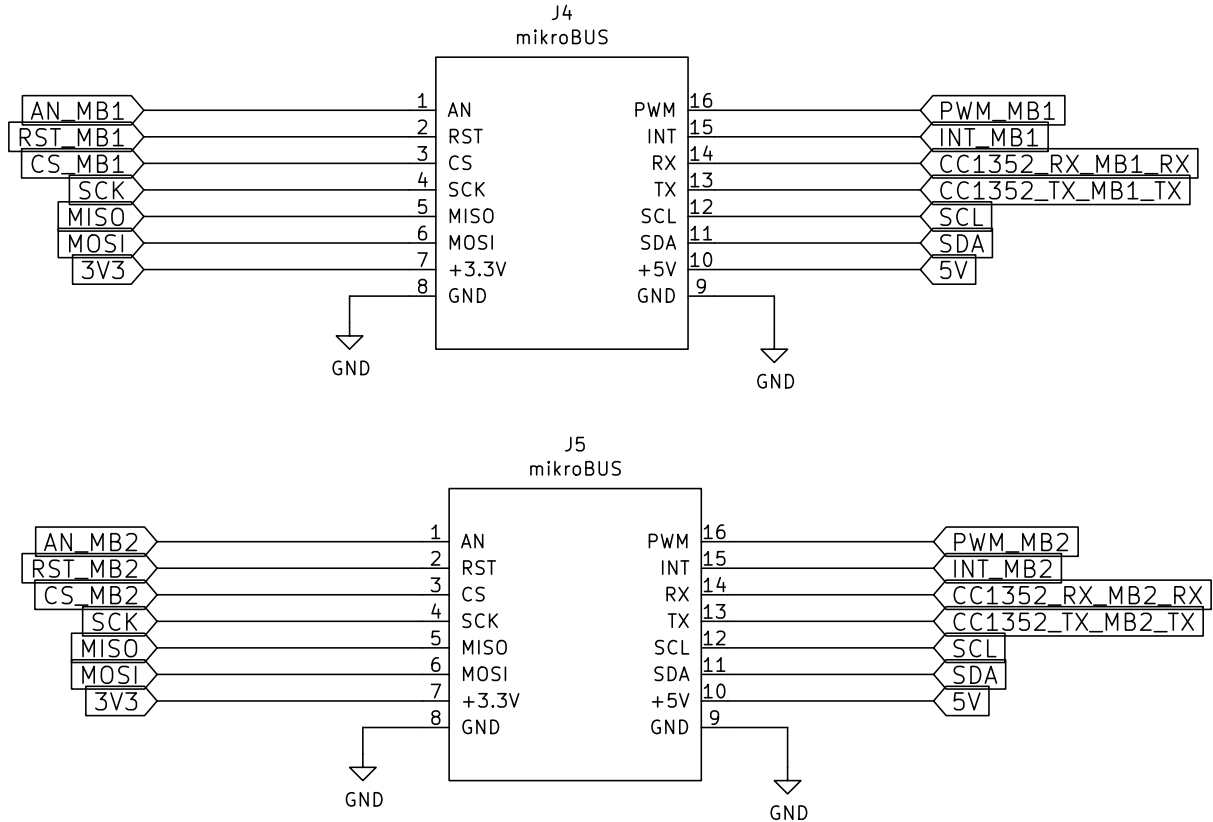 J4
mikroBUS
AN_MB1 1 AN PWM 16 PWM_MB1
RST_MB1 2 RST INT 15 INT_MB1
CS_MB1 3 CS RX 14 CC1352_RX_MB1_RX
SCK 4 SCK TX 13 CC1352_TX_MB1_TX
MISO 5 MISO SCL 12 SCL
MOSI 6 MOSI SDA 11 SDA
3V3 7 +3.3V +5V 10 5V
8 GND GND 9
GND
GND
J5
mikroBUS
AN_MB2 1 AN PWM 16 PWM_MB2
RST_MB2 2 RST INT 15 INT_MB2
CS_MB2 3 CS RX 14 CC1352_RX_MB2_RX
SCK 4 SCK TX 13 CC1352_TX_MB2_TX
MISO 5 MISO SCL 12 SCL
MOSI 6 MOSI SDA 11 SDA
3V3 7 +3.3V +5V 10 5V
8 GND GND 9
GND
GND